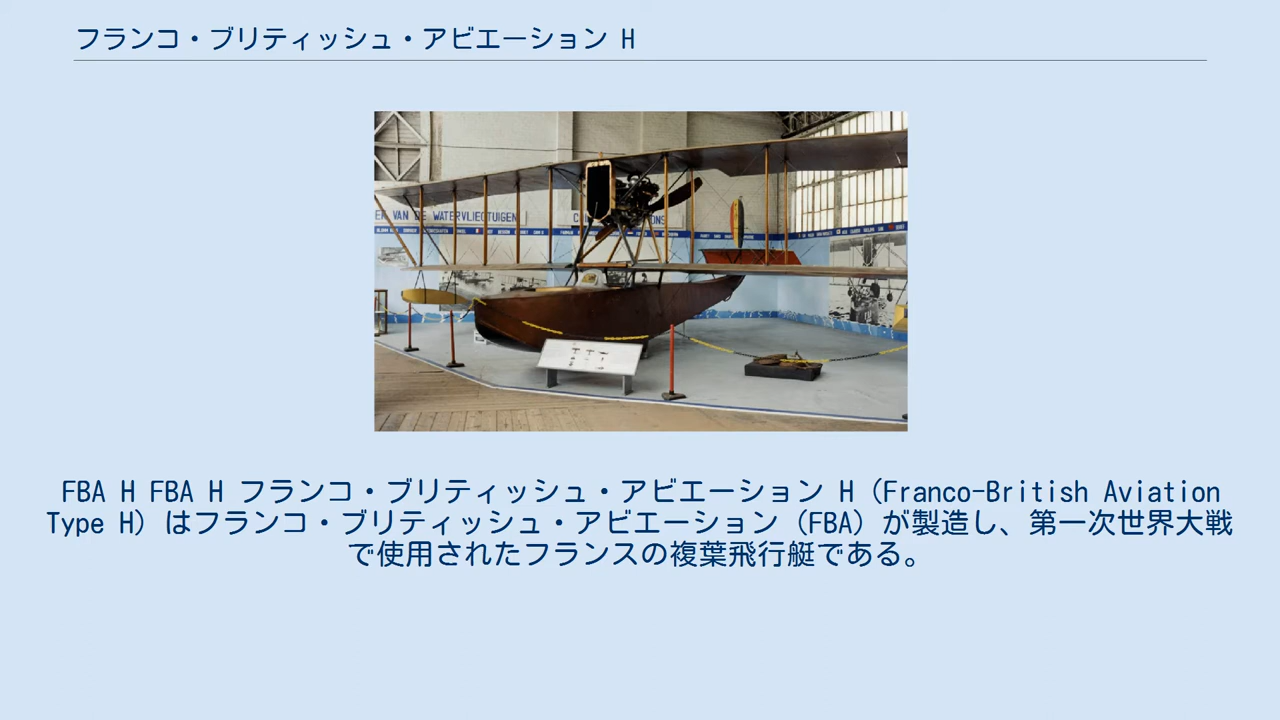 フランコ・ブリティッシュ・アビエーション H
ER VAN DE WATERVLIEGTUIGEN
FBA H FBA H フランコ・ブリティッシュ・アビエーション H（Franco-British Aviation
Type H）はフランコ・ブリティッシュ・アビエーション（FBA）が製造し、第一次世界大戦
で使用されたフランスの複葉飛行艇である。